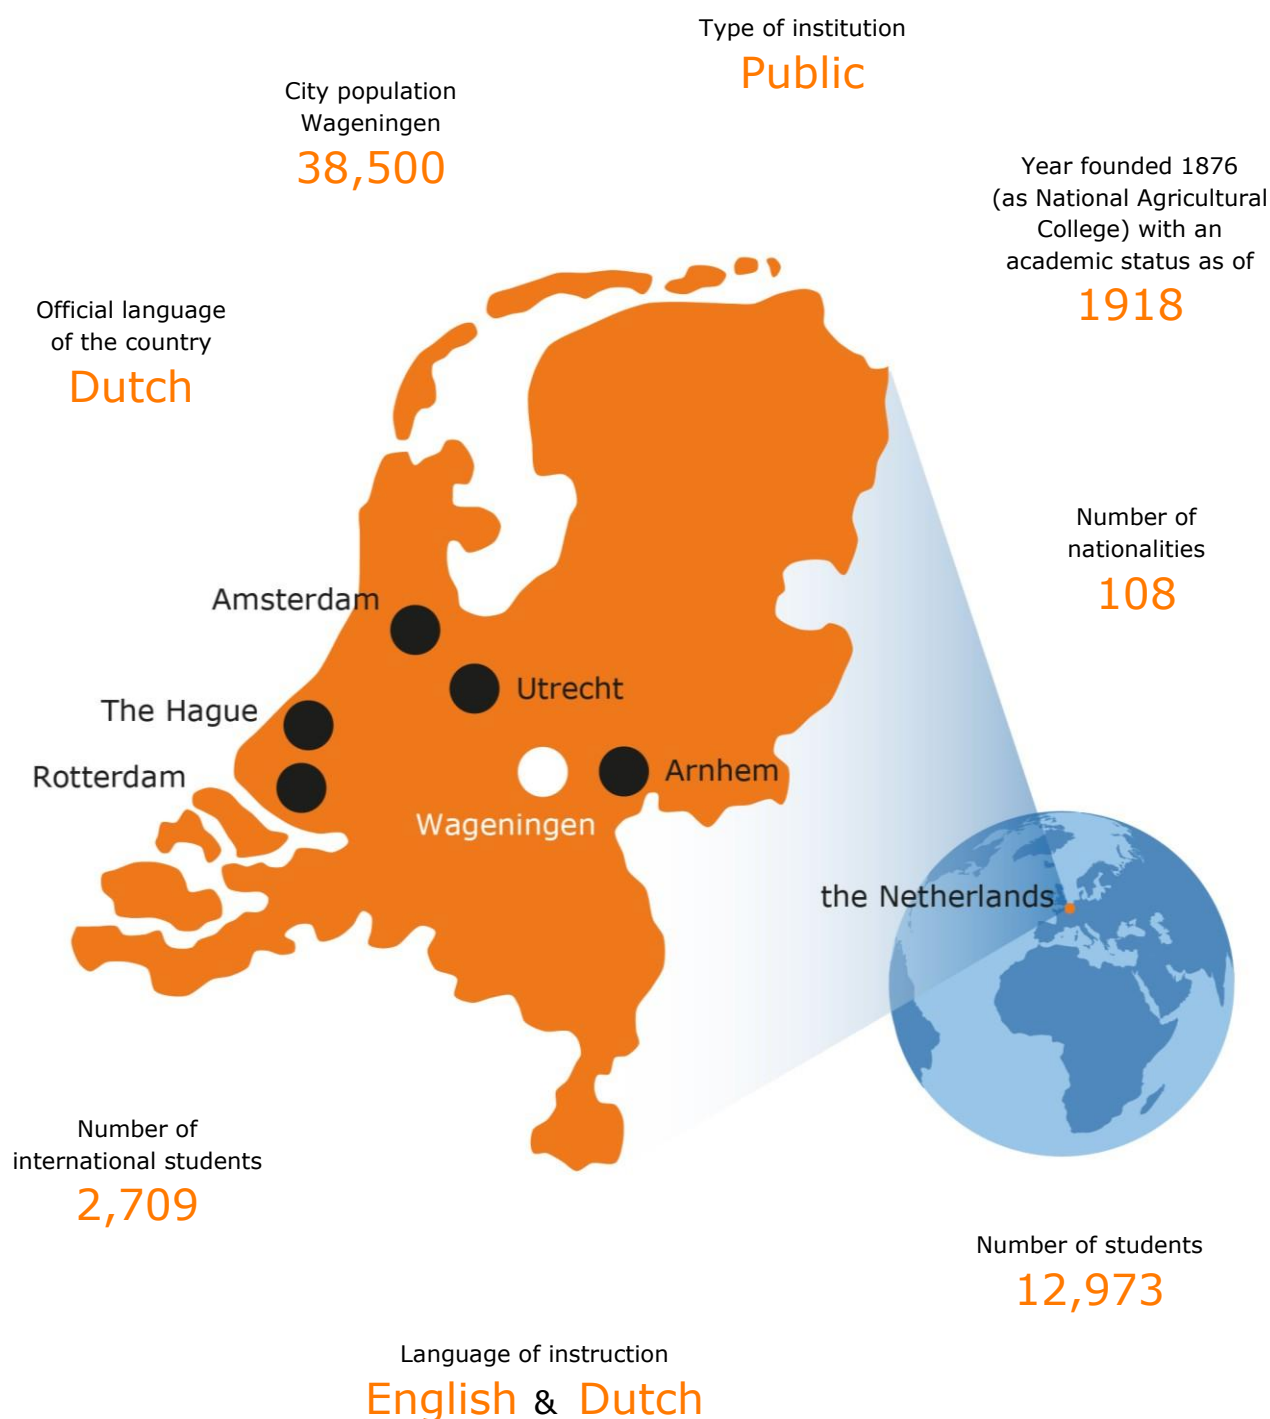 Type of institution
Public
City population
Wageningen
38,500
Year founded 1876
(as National Agricultural
College) with an
academic status as of
1918
Official language
of the country
Dutch
Number of
nationalities
108
Amsterdam
Utrecht
The Hague
Rotterdam
Arnhem
Wageningen
the Netherlands
Number of
international students
2,709
Number of students
12,973
Language of instruction
English & Dutch